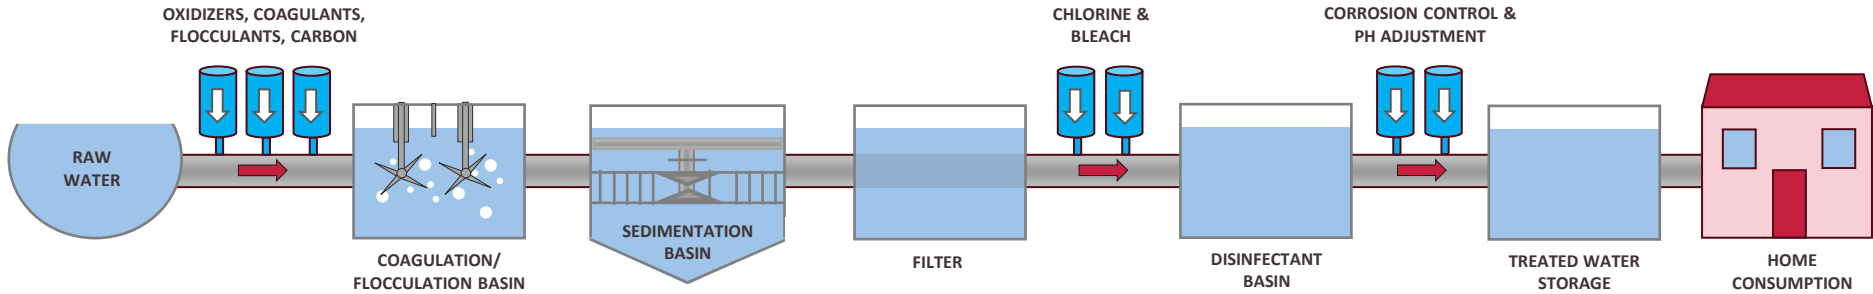 OXIDIZERS, COAGULANTS,
FLOCCULANTS, CARBON
CHLORINE &
BLEACH
CORROSION CONTROL &
PH ADJUSTMENT
RAW
WATER
SEDIMENTATION
BASIN
COAGULATION/
FLOCCULATION BASIN
FILTER
DISINFECTANT
BASIN
TREATED WATER
STORAGE
HOME
CONSUMPTION